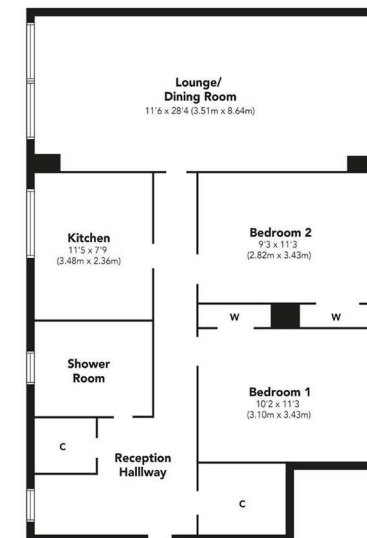 Lounge/
Dining Room
11'6 x 28'4 (3.51m x 8.64m)
Kitchen
11'5 x 7'9
(3.48m x 2.36m)
Bedroom 2
9'3 x 11'3
(2.82m x 3.43m)
W
W
Shower
Room
Bedroom 1
10'2 x 11'3
(3.10m x 3.43m)
C
Reception
Halllway
C